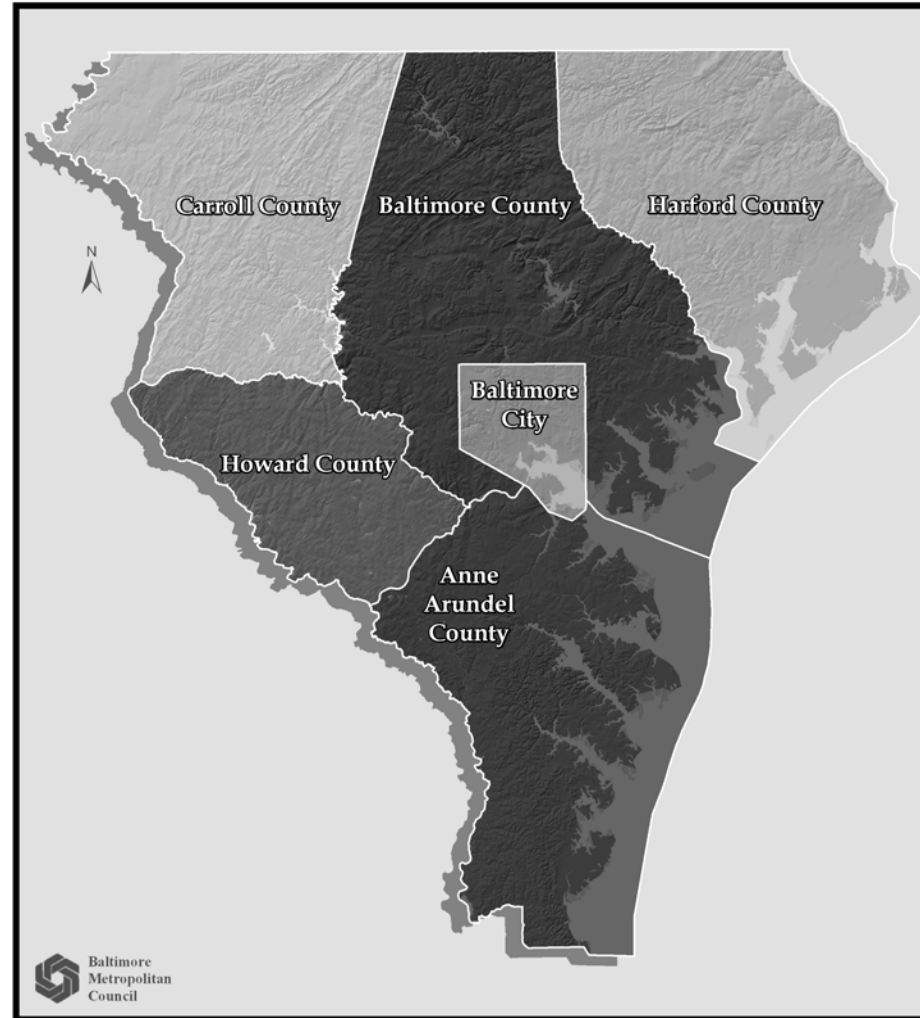 Carroll County
Baltimore County
Harford County
N
Baltimore
City
Howard County
Anne
Arundel
County
Baltimore
Metropolitan
Council